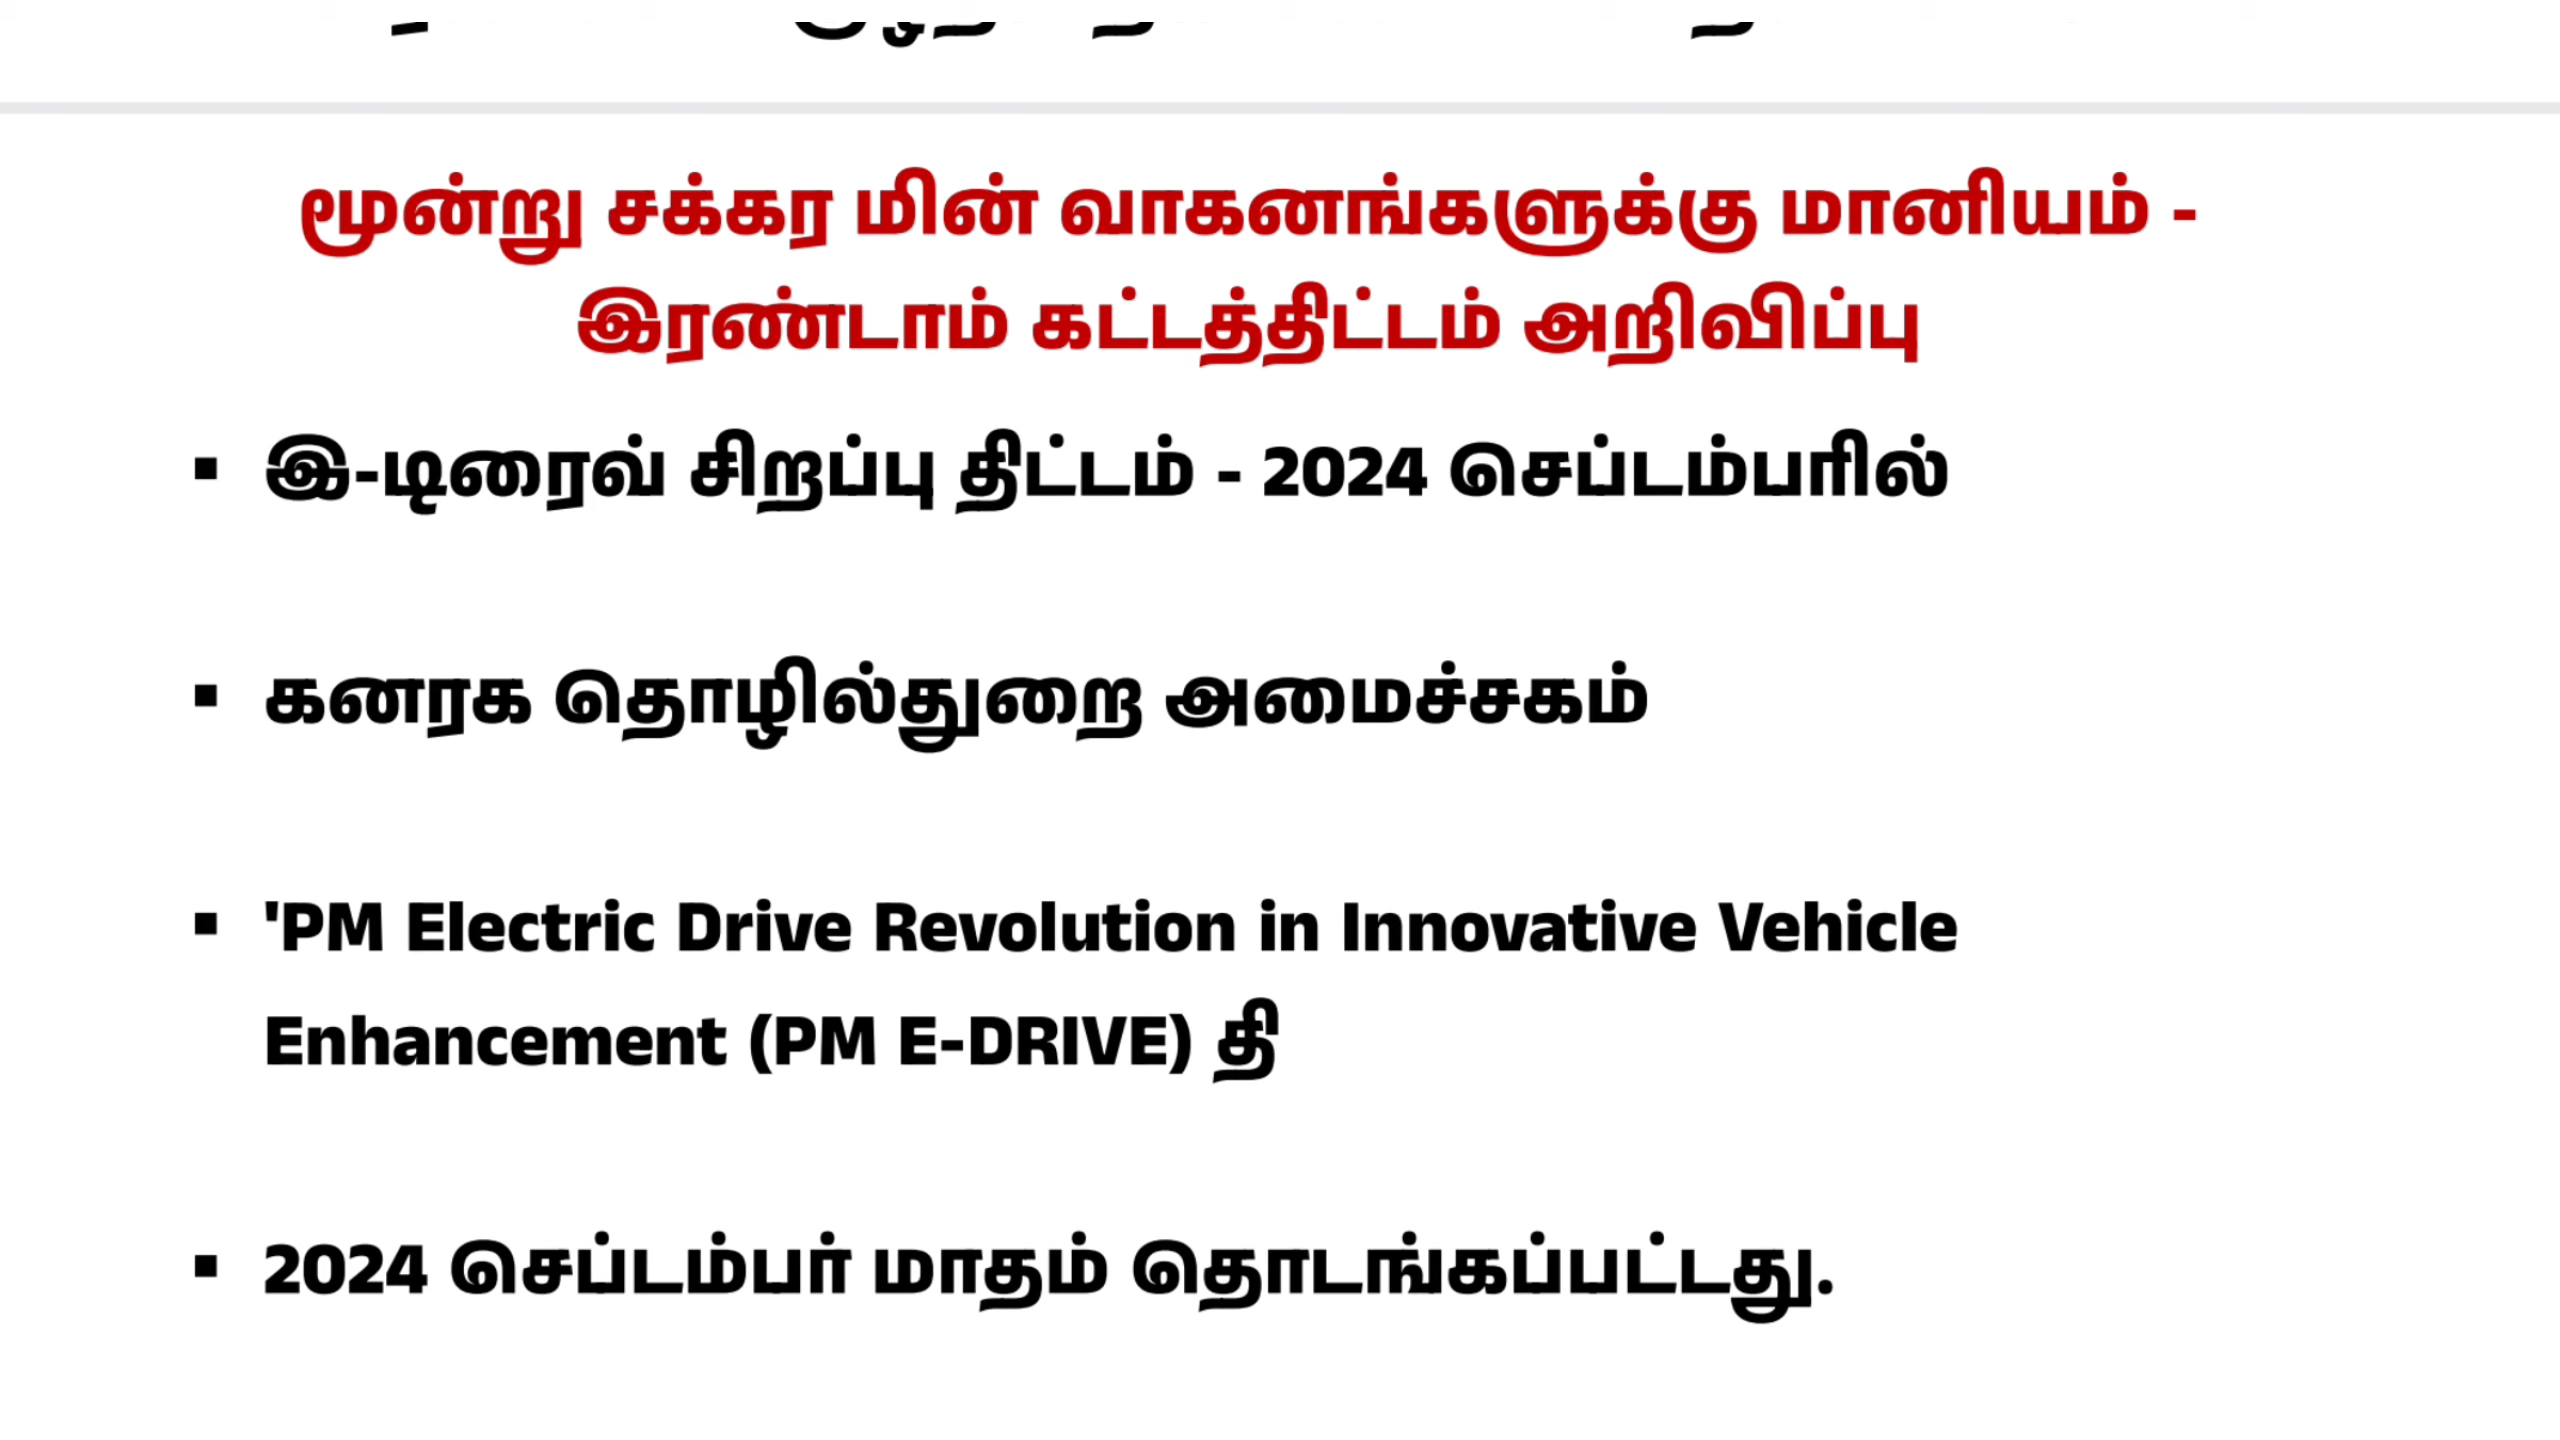 மூன்று சக்கர மின் வாகனங்களுக்கு மானியம் -
இரண்டாம் கட்டத்திட்டம் அறிவிப்பு
▪ இ-டிரைவ் சிறப்பு திட்டம் - 2024 செப்டம்பரில்
▪ கனரக தொழில்துறை அமைச்சகம்
▪ 'PM Electric Drive Revolution in Innovative Vehicle
Enhancement (PM E-DRIVE) தி
▪ 2024 செப்டம்பர் மாதம் தொடங்கப்பட்டது.